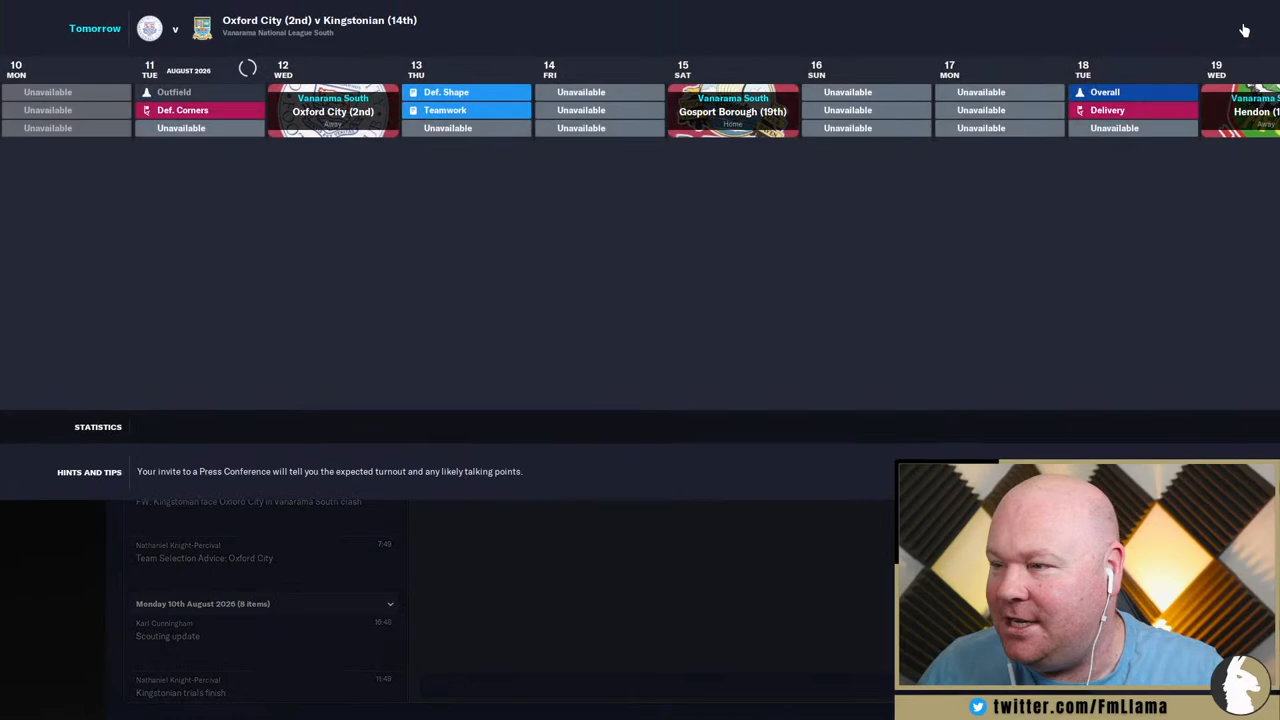 Tomorrow
v
Oxford City (2nd) v Kingstonian (14th)
Vanarama National League South
10 MON
11 TUE AUGUST 2026
12 WED
13 THU
14 FRI
15 SAT
16 SUN
17 MON
18 TUE
19 WED
Unavailable
Unavailable
Unavailable
Outfield
Def. Corners
Unavailable
Vanarama South
Oxford City (2nd)
Away
Def. Shape
Teamwork
Unavailable
Unavailable
Unavailable
Unavailable
Vanarama South
Gosport Borough (19th)
Home
Unavailable
Unavailable
Unavailable
Unavailable
Unavailable
Unavailable
Overall
Delivery
Unavailable
Vanarama S
Hendon (1
Away
STATISTICS
HINTS AND TIPS
Your invite to a Press Conference will tell you the expected turnout and any likely talking points.
FW: Kingstonian face Oxford City in Vanarama South clash
Nathaniel Knight-Percival 7:49
Team Selection Advice: Oxford City
Monday 10th August 2026 (8 items)
Karl Cunningham 16:48
Scouting update
Nathaniel Knight-Percival 11:49
Kingstonian trials finish
twitter.com/FmLlama